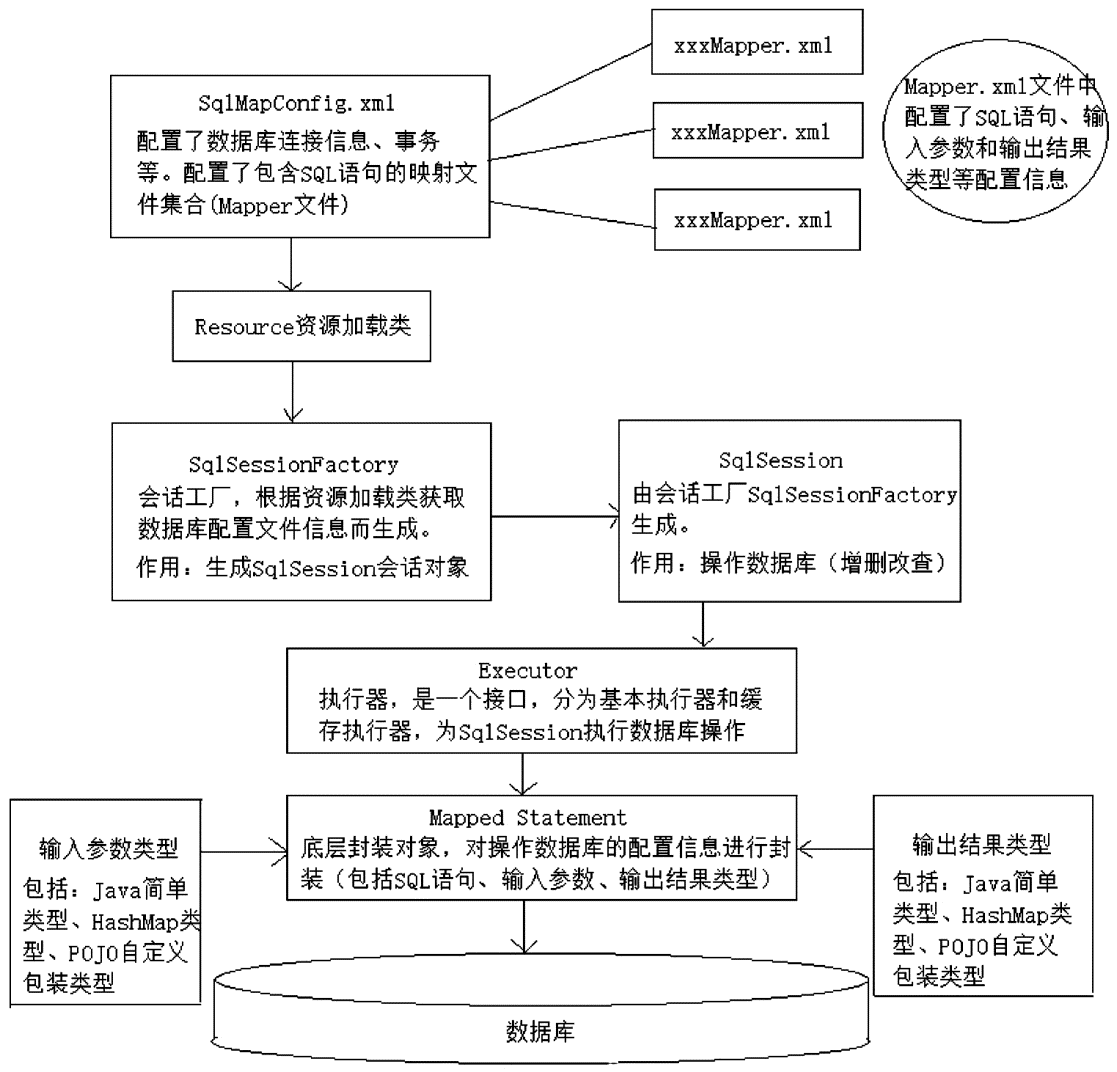 xxxMapper.xml
SqlMapConfig.xml
配置了数据库连接信息、事务
等。配置了包含SQL语句的映射文
件集合(Mapper文件)
xxxMapper.xml
xxxMapper.xml
Mapper.xml文件中
配置了SQL语句、输
入参数和输出结果
类型等配置信息
Resource资源加载类
SqlSessionFactory
会话工厂，根据资源加载类获取
数据库配置文件信息而生成。
作用：生成SqlSession会话对象
SqlSession
由会话工厂SqlSessionFactory
生成。
作用：操作数据库（增删改查）
Executor
执行器，是一个接口，分为基本执行器和缓
存执行器，为SqlSession执行数据库操作
输入参数类型
包括：Java简单
类型、HashMap类
型、POJO自定义
包装类型
Mapped Statement
底层封装对象，对操作数据库的配置信息进行封
装（包括SQL语句、输入参数、输出结果类型）
输出结果类型
包括：Java简单
类型、HashMap类
型、POJO自定义
包装类型
数据库